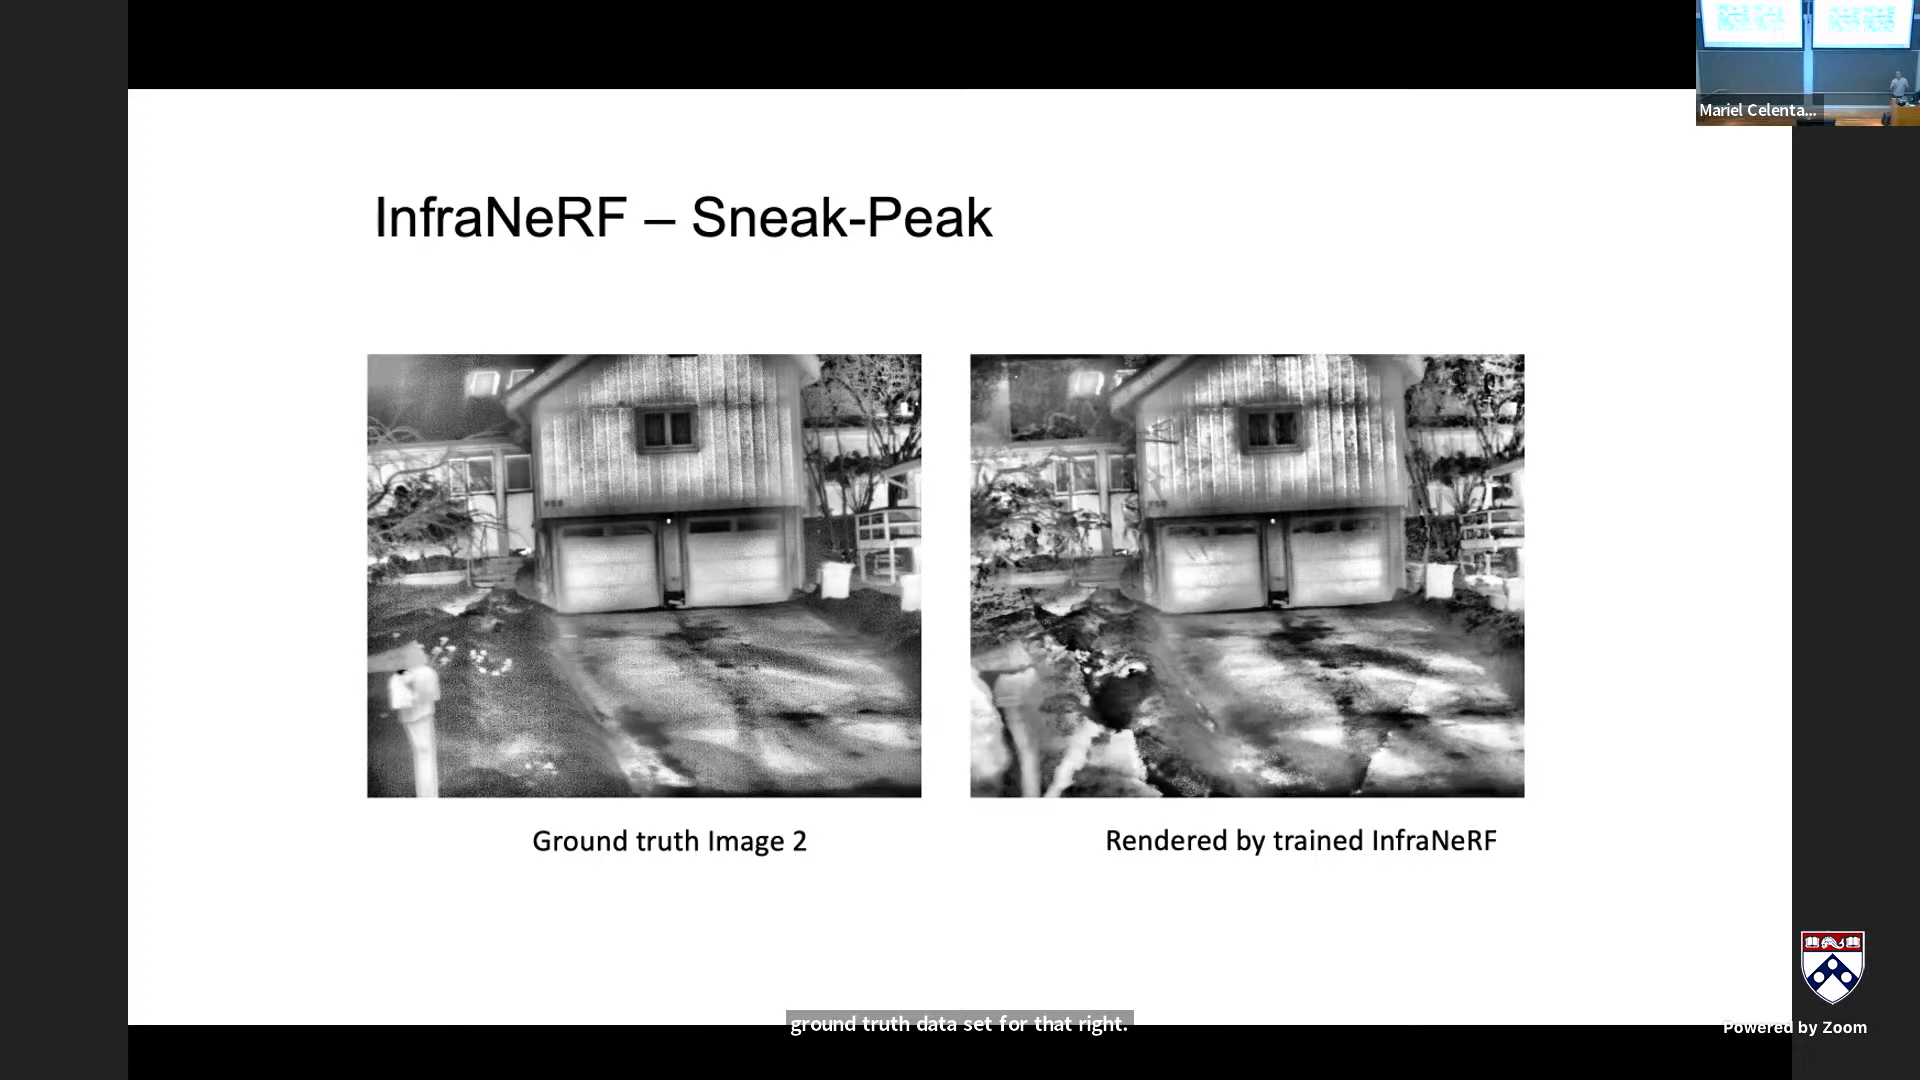 Mariel Celenta...
InfraNeRF – Sneak-Peak
Ground truth Image 2
Rendered by trained InfraNeRF
ground truth data set for that right.
Powered by Zoom